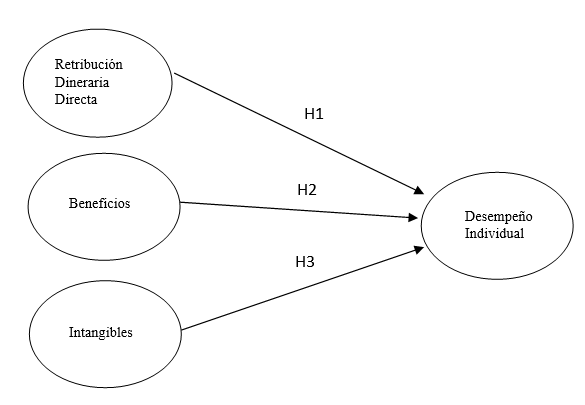 Retribución
Dineraria
Directa
H1
H2
Beneficios
Desempeño
Individual
H3
Intangibles